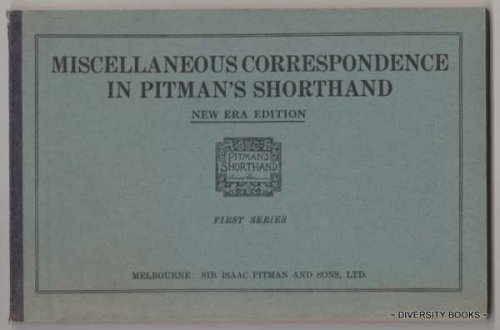 MISCELLANEOUS CORRESPONDENCE
IN PITMAN'S SHORTHAND
NEW ERA EDITION
PITMAN'S
SHORTHAND
FIRST SERIES
MELBOURNE: SIR ISAAC PITMAN AND SONS, LTD.
~ DIVERSITY BOOKS ~